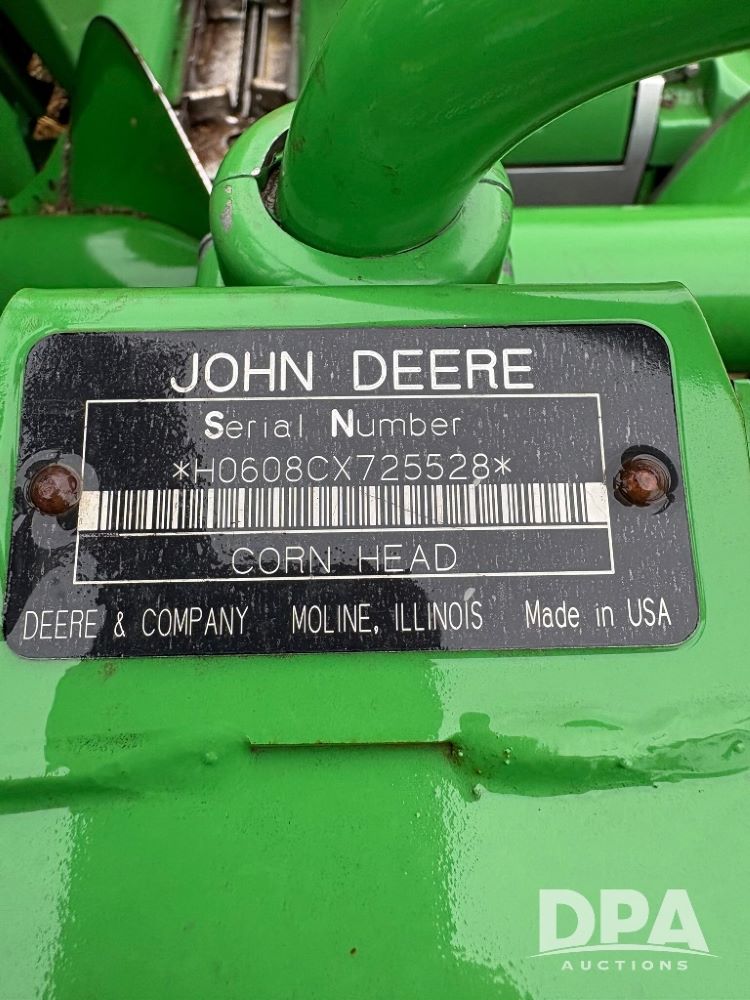 JOHN DEERE
Serial Number
*H0608CX725528*
CORN HEAD
DEERE & COMPANY MOLINE, ILLINOIS Made in USA
DPA
AUCTIONS